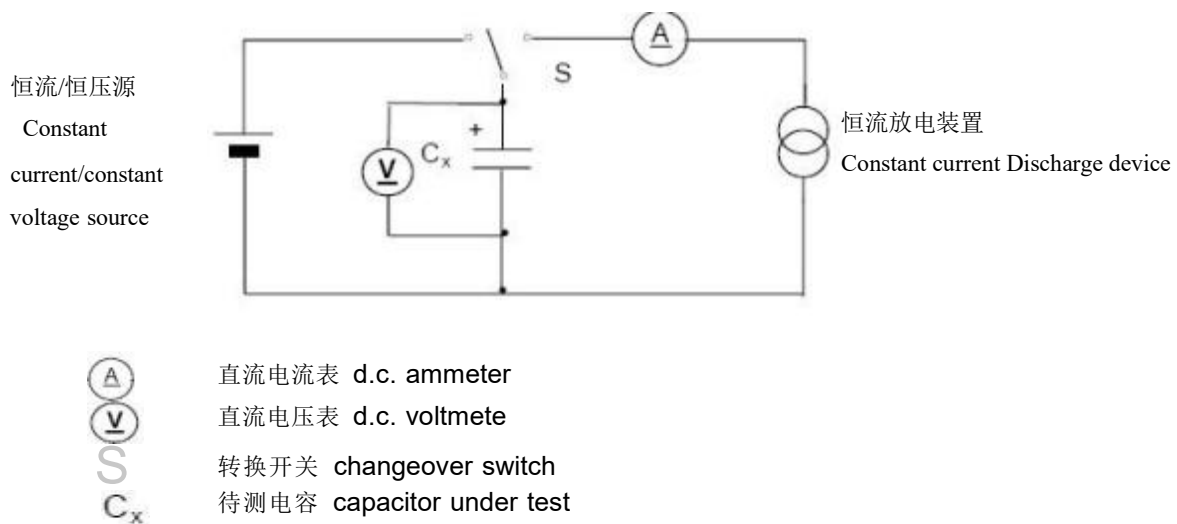 A
S
恒流/恒压源
Constant
current/constant
voltage source
+
V
Cx
恒流放电装置
Constant current Discharge device
A 直流电流表 d.c. ammeter
V 直流电压表 d.c. voltmete
S 转换开关 changeover switch
Cx 待测电容 capacitor under test